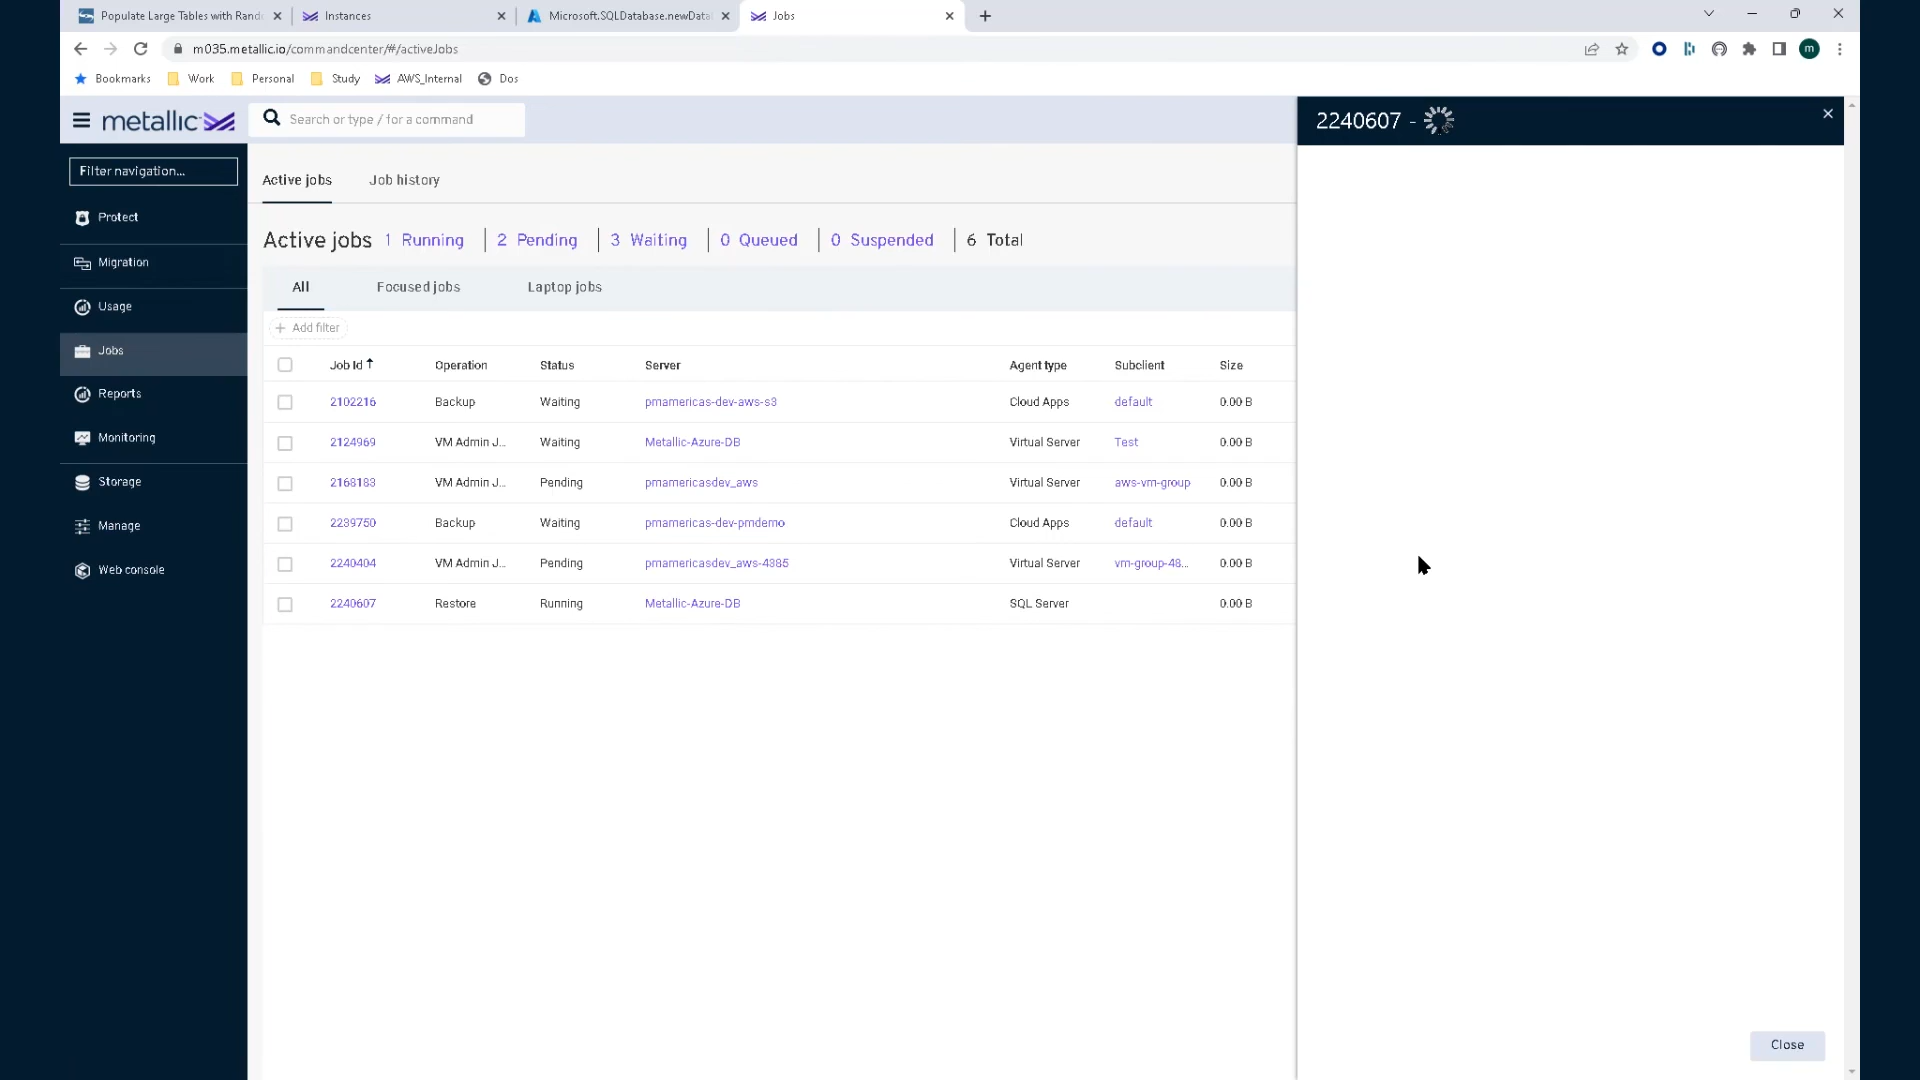 Populate Large Tables with Rand
Instances
Microsoft.SQLDatabase.newDatal
Jobs
m035.metallic.io/commandcenter/#/activeJobs
m
Bookmarks
Work
Personal
Study
AWS_Internal
Dos
metallic
Search or type / for a command
2240607 -
Filter navigation...
Protect
Migration
Usage
Jobs
Reports
Monitoring
Storage
Manage
Web console
Active jobs Job history
Active jobs 1 Running 2 Pending 3 Waiting 0 Queued 0 Suspended 6 Total
All Focused jobs Laptop jobs
+ Add filter
Job Id Operation Status Server Agent type Subclient Size
2102216 Backup Waiting pmamericas-dev-aws-s3 Cloud Apps default 0.00 B
2124969 VM Admin J... Waiting Metallic-Azure-DB Virtual Server Test 0.00 B
2168183 VM Admin J... Pending pmamericasdev_aws Virtual Server aws-vm-group 0.00 B
2239750 Backup Waiting pmamericas-dev-pmdemo Cloud Apps default 0.00 B
2240404 VM Admin J... Pending pmamericasdev_aws-4385 Virtual Server vm-group-48... 0.00 B
2240607 Restore Running Metallic-Azure-DB SQL Server 0.00 B
Close